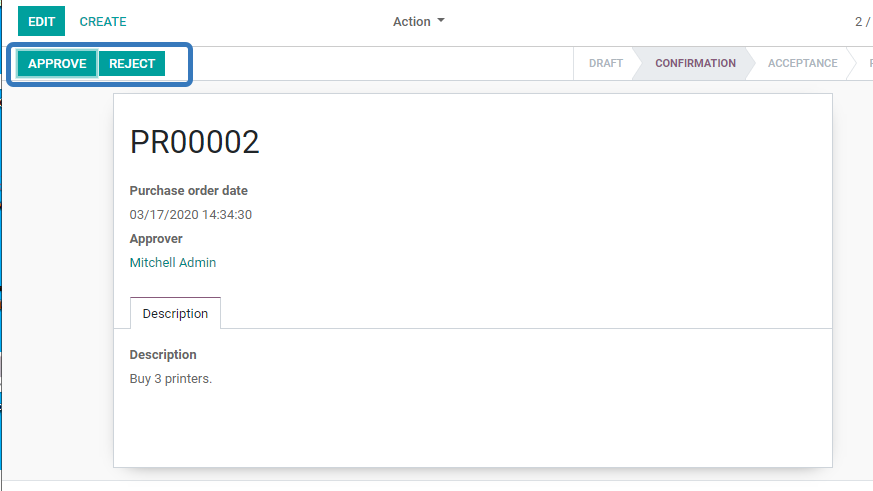 EDIT CREATE Action 2 /
APPROVE REJECT DRAFT CONFIRMATION ACCEPTANCE
PR00002
Purchase order date
03/17/2020 14:34:30
Approver
Mitchell Admin
Description
Description
Buy 3 printers.